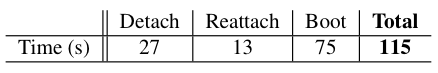 Detach Reattach Boot Total
Time (s) 27 13 75 115